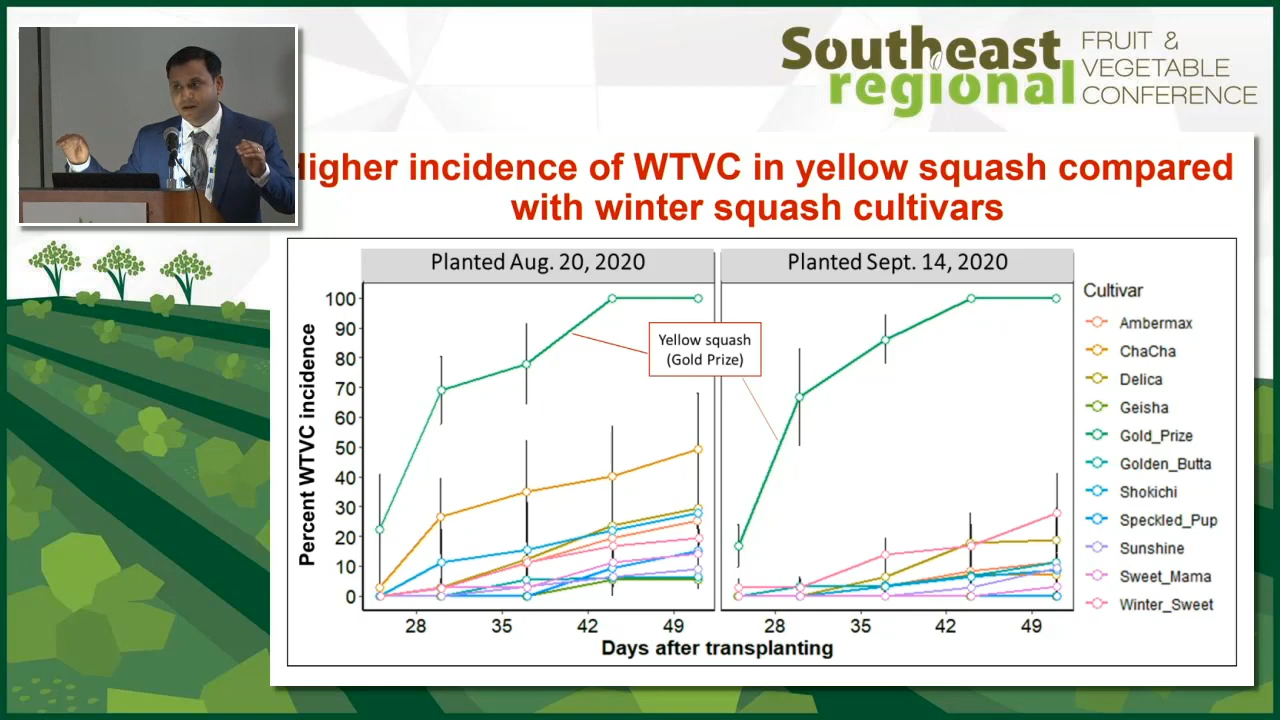 Southeast
regional
FRUIT &
VEGETABLE
CONFERENCE
igher incidence of WTVC in yellow squash compared
with winter squash cultivars
Planted Aug. 20, 2020
Planted Sept. 14, 2020
Percent WTVC incidence
100
90
80
70
60
50
40
30
20
10
0
Yellow squash
(Gold Prize)
28
35
42
49
28
35
42
49
Days after transplanting
Cultivar
Ambermax
ChaCha
Delica
Geisha
Gold_Prize
Golden_Butta
Shokichi
Speckled_Pup
Sunshine
Sweet_Mama
Winter_Sweet